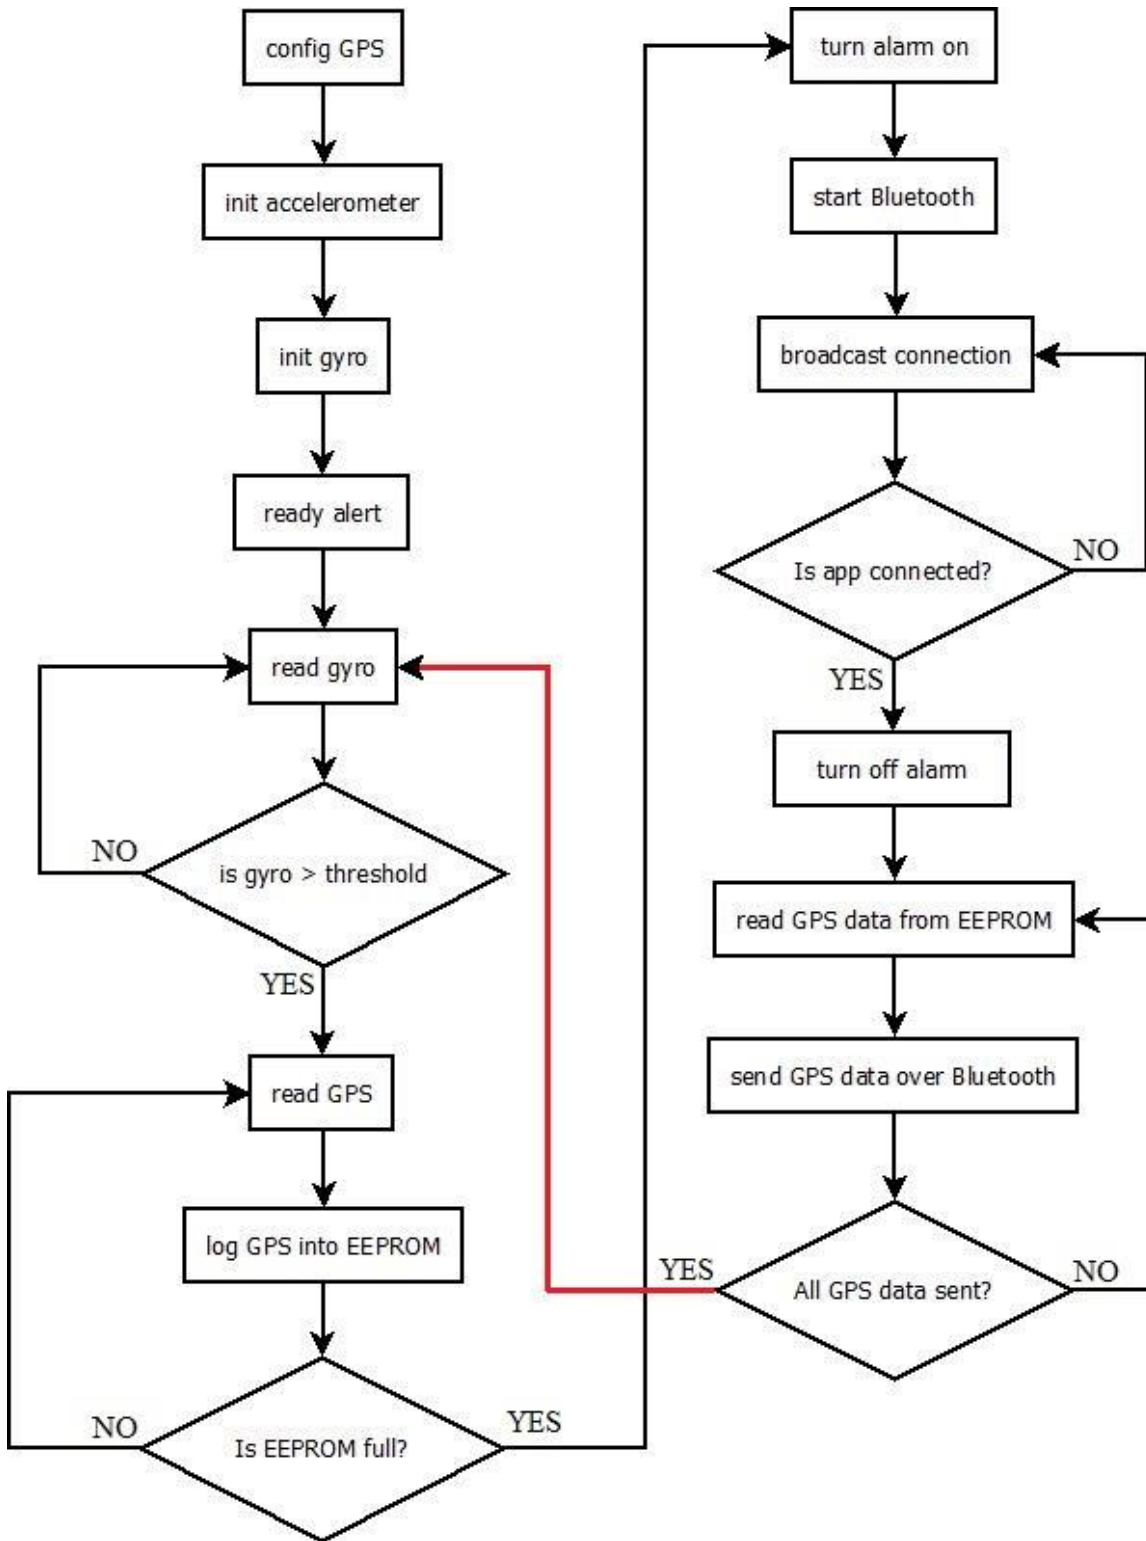 config GPS
init accelerometer
init gyro
ready alert
read gyro
NO
is gyro > threshold
YES
read GPS
log GPS into EEPROM
NO
Is EEPROM full?
YES
turn alarm on
start Bluetooth
broadcast connection
Is app connected?
NO
YES
turn off alarm
read GPS data from EEPROM
send GPS data over Bluetooth
YES
All GPS data sent?
NO